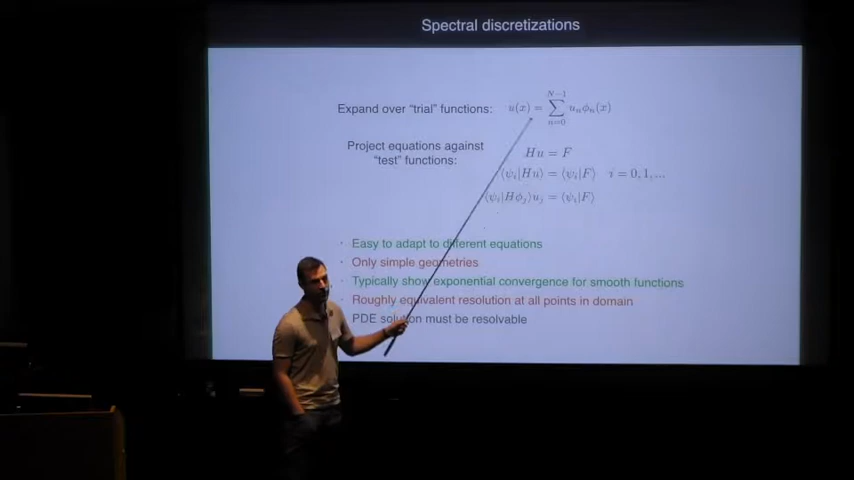 Spectral discretizations
Expand over "trial" functions: u(x) = \sum_{n=0}^{N-1} u_n \phi_n(x)
Project equations against
"test" functions:
Hu = F
⟨ψ_i|Hu⟩ = ⟨ψ_i|F⟩ i = 0, 1, ...
⟨ψ_i|Hϕ_j⟩u_j = ⟨ψ_i|F⟩
· Easy to adapt to different equations
· Only simple geometries
· Typically show exponential convergence for smooth functions
· Roughly equivalent resolution at all points in domain
· PDE solution must be resolvable